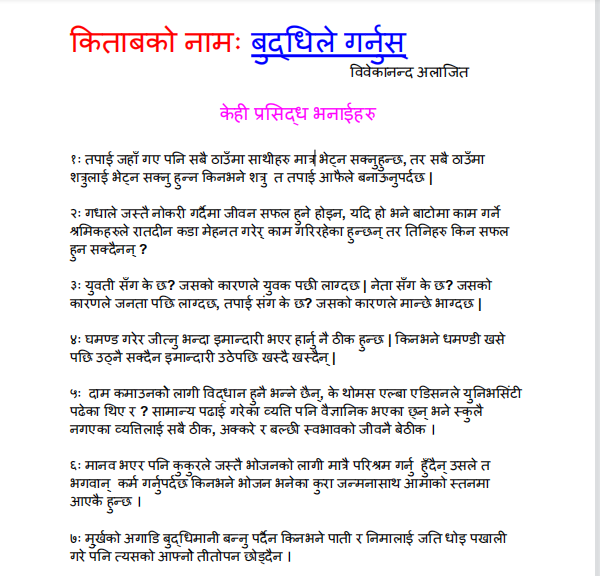 किताबको नामः बुद्धिले गर्नुस्
विवेकानन्द अलाजित
केही प्रसिद्ध भनाईहरु
१ः तपाई जहाँ गए पनि सबै ठाउँमा साथीहरु मात्र भेट्न सक्नुहुन्छ, तर सबै ठाउँमा
शत्रुलाई भेट्न सक्नु हुन्न किनभने शत्रु त तपाई आफैले बनाऊनुपर्दछ |
२ः गधाले जस्तै नोकरी गर्दैमा जीवन सफल हुने होइन, यदि हो भने बाटोमा काम गर्ने
श्रमिकहरुले रातदीन कडा मेहनत गरेर् काम गरिरहेका हुन्छन् तर तिनिहरु किन सफल
हुन सक्दैनन् ?
३ः युवती सँग के छ? जसको कारणले युवक पछी लाग्दछ | नेता सँग के छ? जसको
कारणले जनता पछि लाग्दछ, तपाई संग के छ? जसको कारणले मान्छे भाग्दछ |
४ः घमण्ड गरेर जीत्नु भन्दा इमान्दारी भएर हार्नु नै ठीक हुन्छ | किनभने धमण्डी खसे
पछि उठ्नै सक्दैन इमान्दारी उठेपछि खस्दै खस्दैन् |
५ः दाम कमाउनको लागी विद्धान हुनै भन्ने छैन्, के थोमस एल्बा एडिसनले युनिभर्सिटी
पढेका थिए र ? सामान्य पढाई गरेका व्यत्ति पनि वैज्ञानिक भएका छ्न् भने स्कुलै
नगएका व्यत्तिलाई सबै ठीक, अक्करे र बल्छी स्वभावको जीवनै बेठीक ।
६ः मानव भएर पनि कुकुरले जस्तै भोजनको लागी मात्रै परिश्रम गर्नु हुँदैन् उसले त
भगवान् कर्म गर्नुपर्दछ किनभने भोजन भनेका कुरा जन्मनासाथ आमाको स्तनमा
आएकै हुन्छ ।
७ः मुर्खको अगाडि बुद्धिमानी बन्नु पर्दैन किनभने पाती र निमालाई जति धोइ पखाली
गरे पनि त्यसको आफ्नो तीतोपन छोड्दैन ।